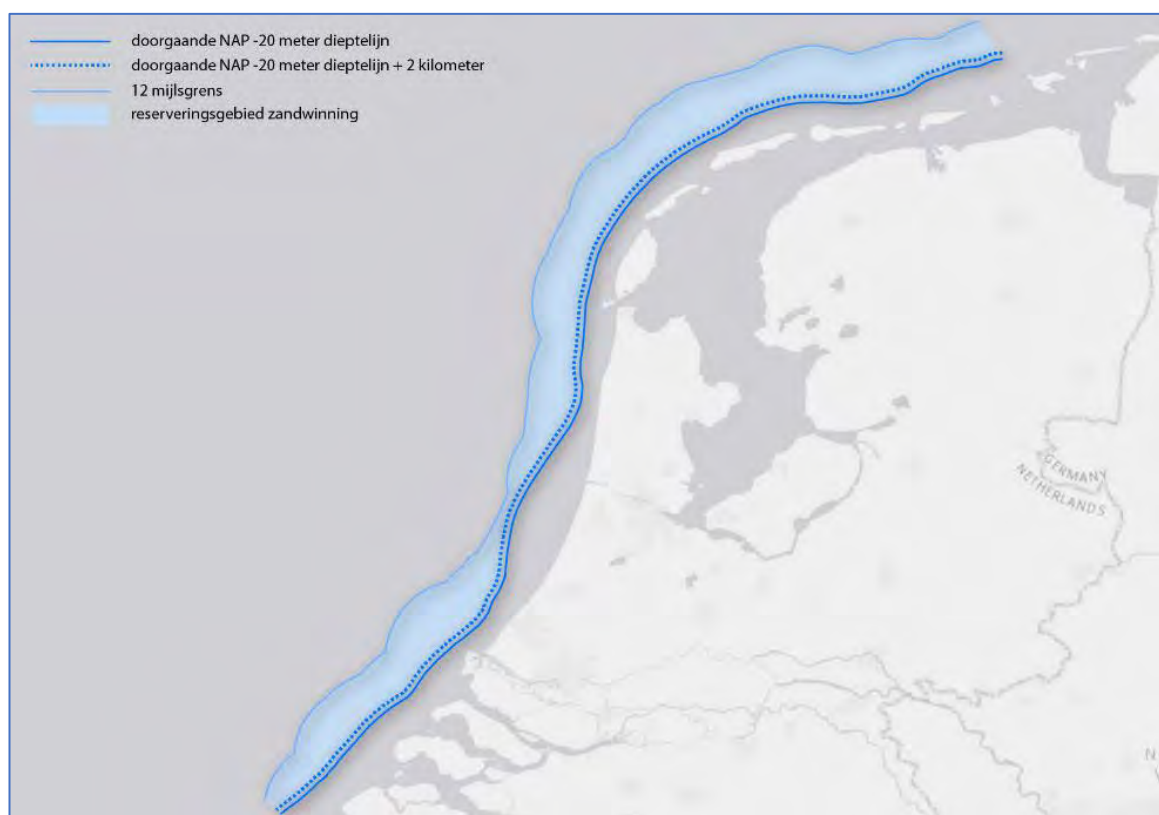 doorgaande NAP -20 meter dieptelijn
doorgaande NAP -20 meter dieptelijn + 2 kilometer
12 mijlsgrens
reserveringsgebied zandwinning
GERMANY
NETHERLANDS
N